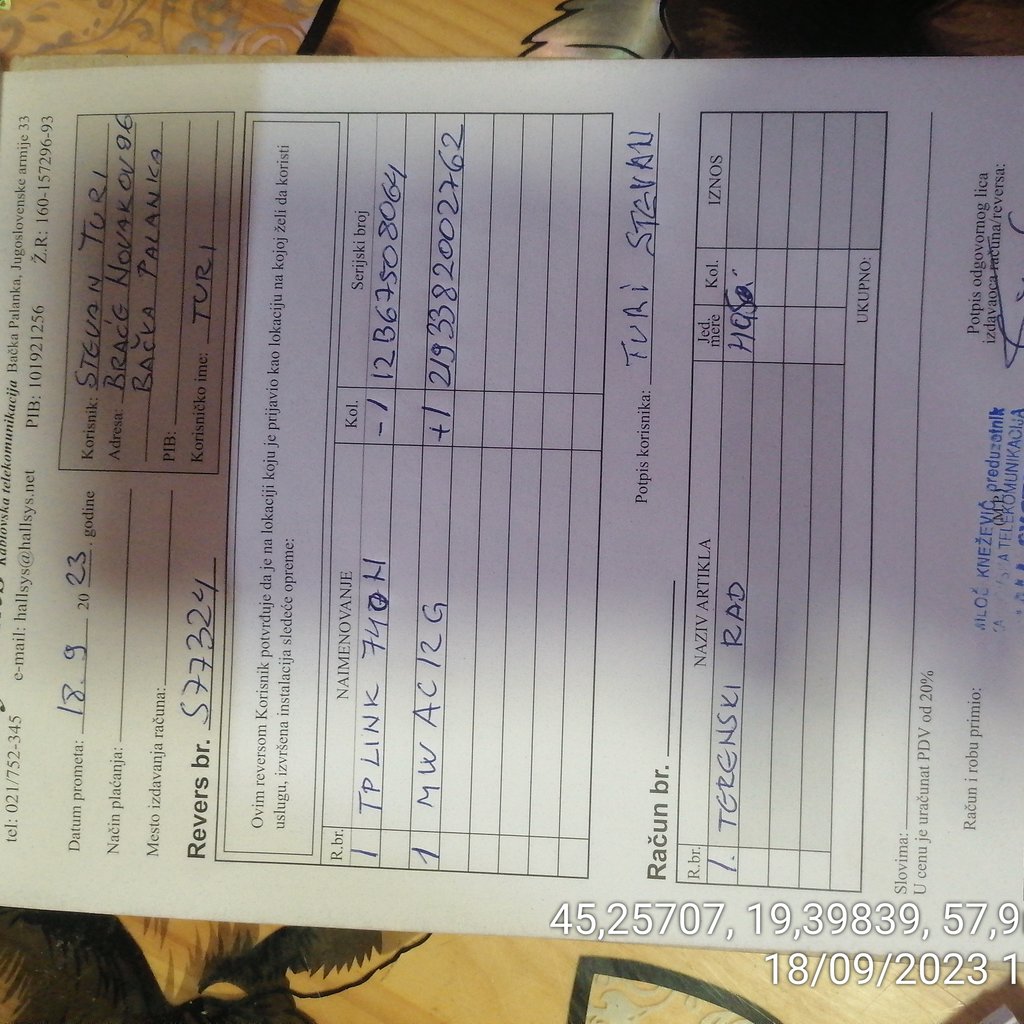 Kablovska telekomunikacija Bačka Palanka, Jugoslovenske armije 33
tel: 021/752-345 e-mail: hallsys@hallsys.net PIB: 101921256 Ž.R: 160-157296-93
Datum prometa: 18.9 2023. godine
Način plaćanja:
Mesto izdavanja računa:
Revers br. 577324
Korisnik: STEVAN TURI
Adresa: BRAĆE NOVAKOV 96
BAČKA PALANKA
PIB:
Korisničko ime: TURI
Ovim reversom Korisnik potvrđuje da je na lokaciji koju je prijavio kao lokaciju na kojoj želi da koristi
uslugu, izvršena instalacija sledeće opreme:
R.br. NAIMENOVANJE Kol. Serijski broj
1 TP LINK 740N -1 12B67508064
1 MW AC12G +1 2193382002762
Potpis korisnika: TURI STEVAN
Račun br.
R.br. NAZIV ARTIKLA Jed. mere Kol. IZNOS
1. TERENSKI RAD
UKUPNO:
Slovima:
U cenu je uračunat PDV od 20%
Račun i robu primio:
(M.P.)
Potpis odgovornog lica
izdavaoca računa/reversa:
MILOĆ KNEŽEVIĆ preduzetnik
TELEKOMUNIKACIJA
45,25707, 19,39839, 57,9
18/09/2023 1